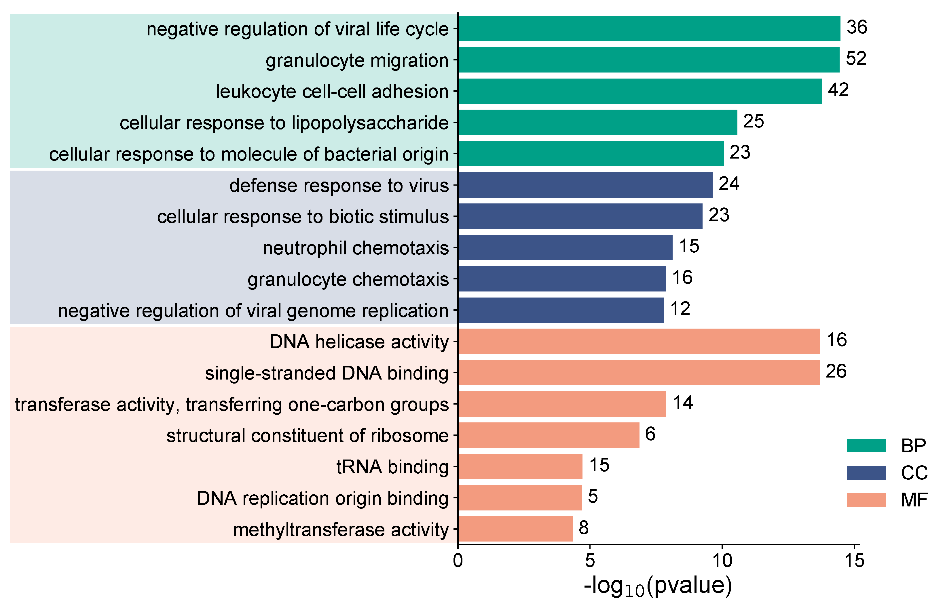 negative regulation of viral life cycle 36
granulocyte migration 52
leukocyte cell-cell adhesion 42
cellular response to lipopolysaccharide 25
cellular response to molecule of bacterial origin 23
defense response to virus 24
cellular response to biotic stimulus 23
neutrophil chemotaxis 15
granulocyte chemotaxis 16
negative regulation of viral genome replication 12
DNA helicase activity 16
single-stranded DNA binding 26
transferase activity, transferring one-carbon groups 14
structural constituent of ribosome 6
tRNA binding 15
DNA replication origin binding 5
methyltransferase activity 8
BP
CC
MF
0 5 10 15
-log10(pvalue)